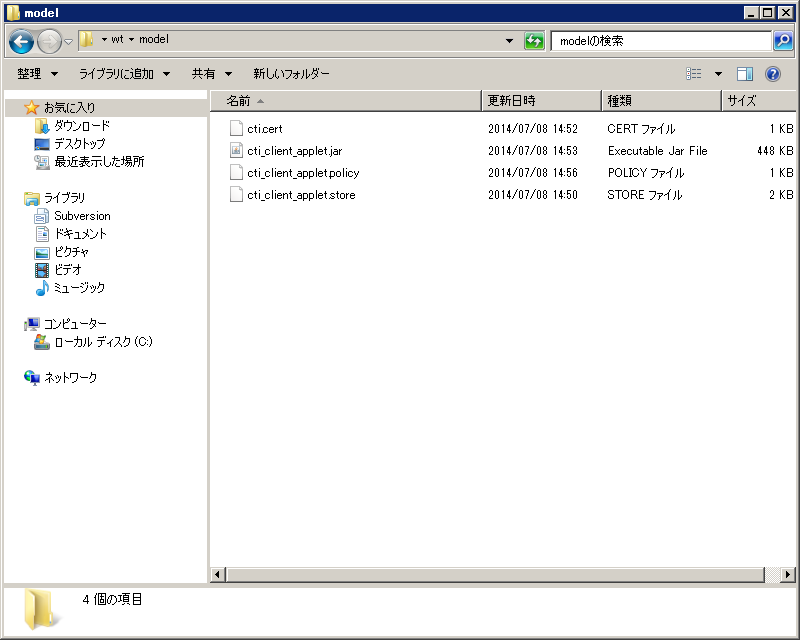 model
wt model
modelの検索
整理 ライブラリに追加 共有 新しいフォルダー
名前 更新日時 種類 サイズ
お気に入り
ダウンロード
デスクトップ
最近表示した場所
ライブラリ
Subversion
ドキュメント
ピクチャ
ビデオ
ミュージック
コンピューター
ローカル ディスク (C:)
ネットワーク
cti.cert 2014/07/08 14:52 CERT ファイル 1 KB
cti_client_applet.jar 2014/07/08 14:53 Executable Jar File 448 KB
cti_client_applet.policy 2014/07/08 14:56 POLICY ファイル 1 KB
cti_client_applet.store 2014/07/08 14:50 STORE ファイル 2 KB
4 個の項目